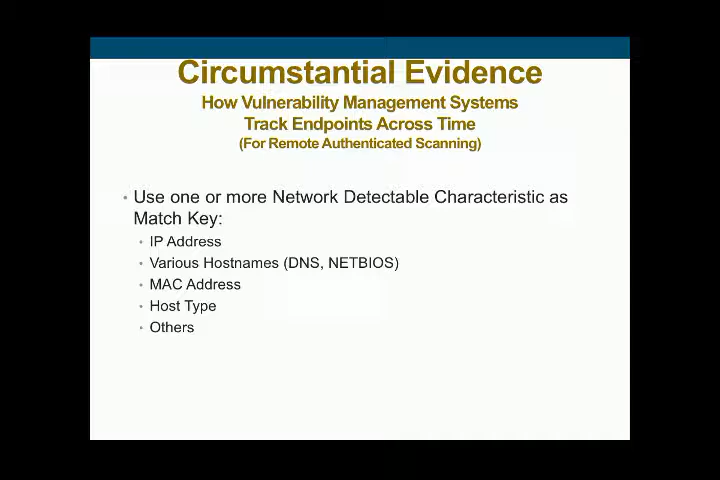 Circumstantial Evidence
How Vulnerability Management Systems
Track Endpoints Across Time
(For Remote Authenticated Scanning)
• Use one or more Network Detectable Characteristic as
Match Key:
• IP Address
• Various Hostnames (DNS, NETBIOS)
• MAC Address
• Host Type
• Others